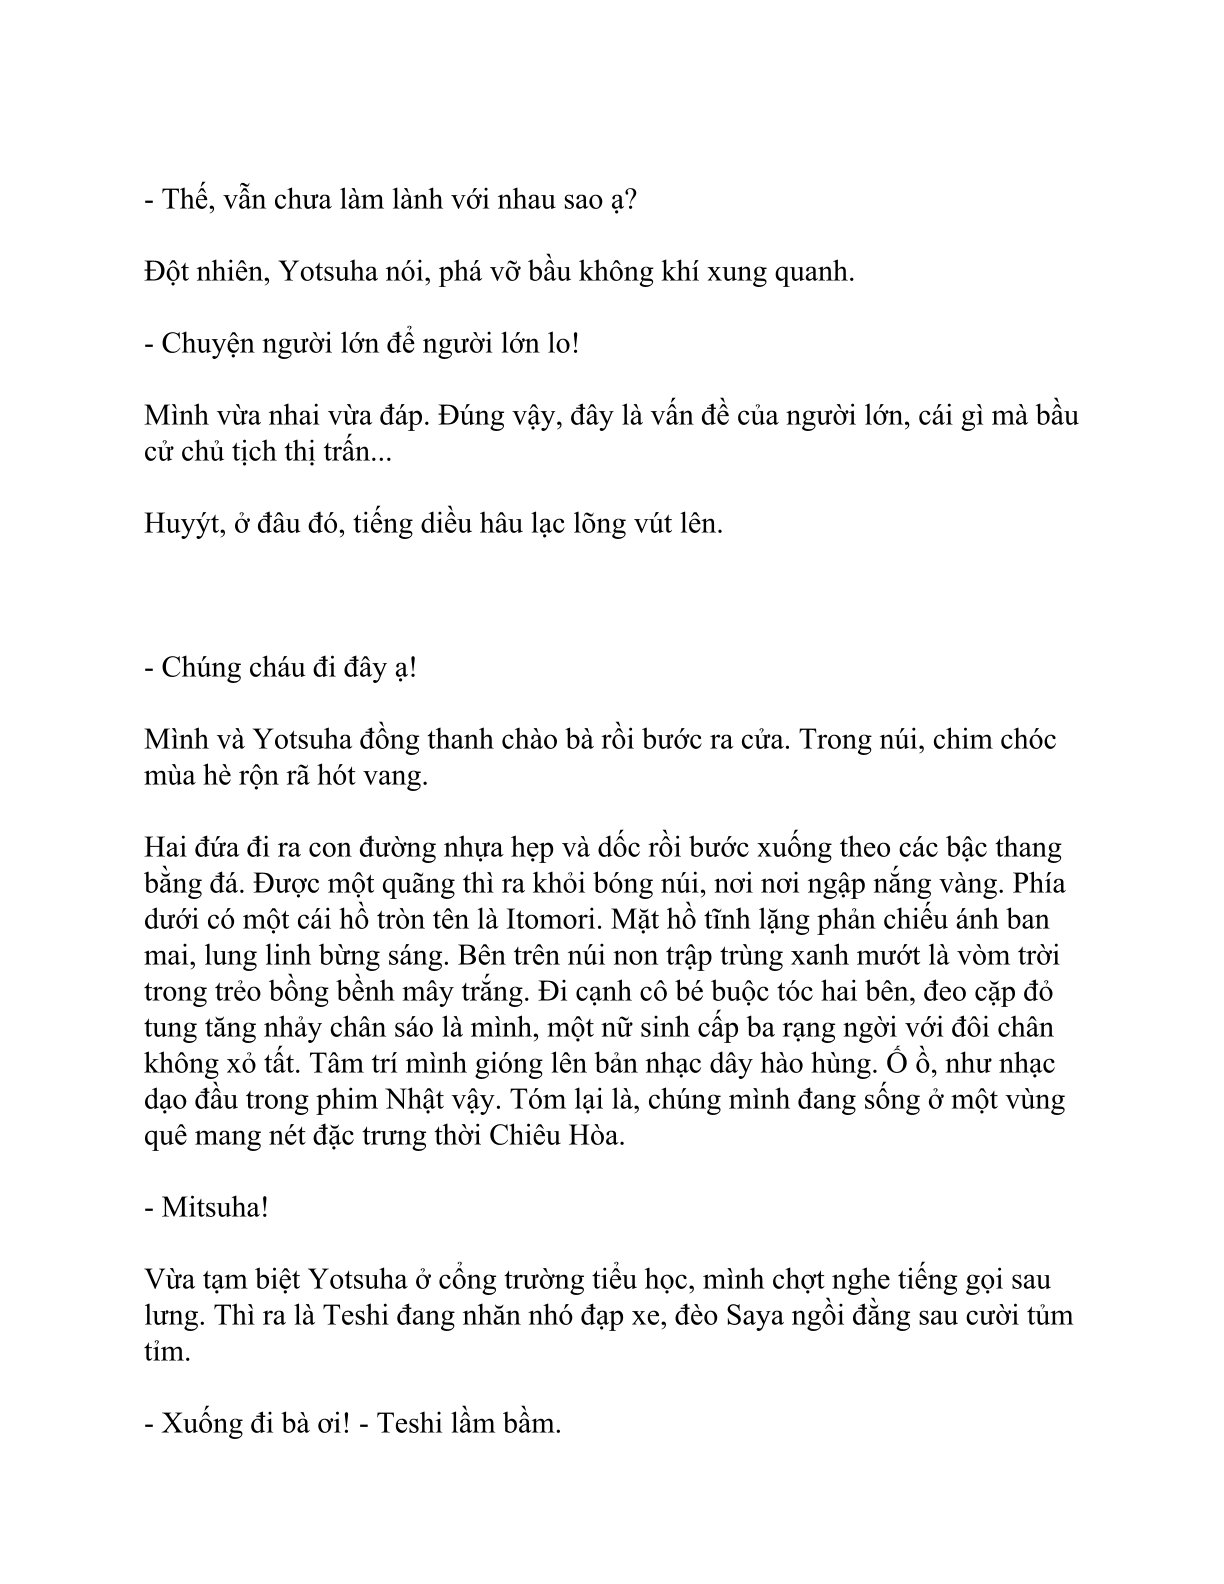 - Thế, vẫn chưa làm lành với nhau sao ạ?
Đột nhiên, Yotsuha nói, phá vỡ bầu không khí xung quanh.
- Chuyện người lớn để người lớn lo!
Mình vừa nhai vừa đáp. Đúng vậy, đây là vấn đề của người lớn, cái gì mà bầu
cử chủ tịch thị trấn...
Huyýt, ở đâu đó, tiếng diều hâu lạc lõng vút lên.
- Chúng cháu đi đây ạ!
Mình và Yotsuha đồng thanh chào bà rồi bước ra cửa. Trong núi, chim chóc
mùa hè rộn rã hót vang.
Hai đứa đi ra con đường nhựa hẹp và dốc rồi bước xuống theo các bậc thang
bằng đá. Được một quãng thì ra khỏi bóng núi, nơi nơi ngập nắng vàng. Phía
dưới có một cái hồ tròn tên là Itomori. Mặt hồ tĩnh lặng phản chiếu ánh ban
mai, lung linh bừng sáng. Bên trên núi non trập trùng xanh mướt là vòm trời
trong trẻo bồng bềnh mây trắng. Đi cạnh cô bé buộc tóc hai bên, đeo cặp đỏ
tung tăng nhảy chân sáo là mình, một nữ sinh cấp ba rạng ngời với đôi chân
không xỏ tất. Tâm trí mình gióng lên bản nhạc dây hào hùng. Ố ồ, như nhạc
dạo đầu trong phim Nhật vậy. Tóm lại là, chúng mình đang sống ở một vùng
quê mang nét đặc trưng thời Chiêu Hòa.
- Mitsuha!
Vừa tạm biệt Yotsuha ở cổng trường tiểu học, mình chợt nghe tiếng gọi sau
lưng. Thì ra là Teshi đang nhăn nhó đạp xe, đèo Saya ngồi đằng sau cười tủm
tỉm.
- Xuống đi bà ơi! - Teshi lầm bầm.